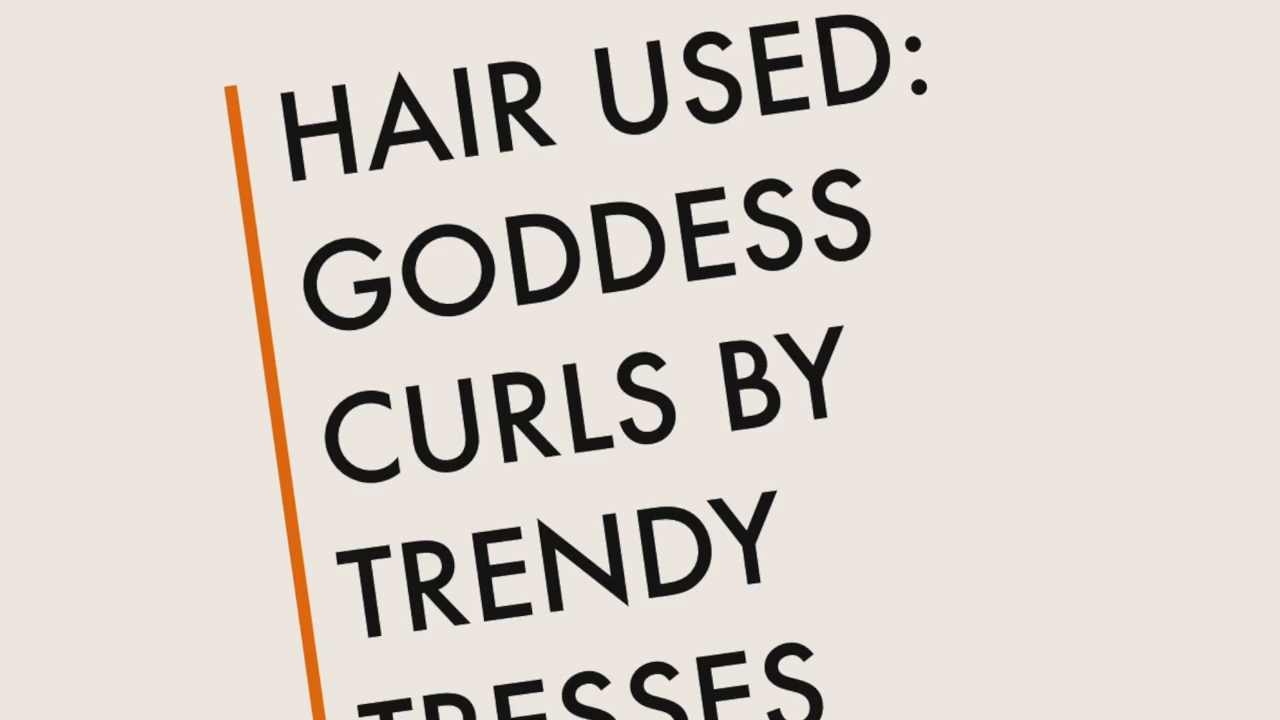 HAIR USED:
GODDESS
CURLS BY
TRENDY
TRESSES